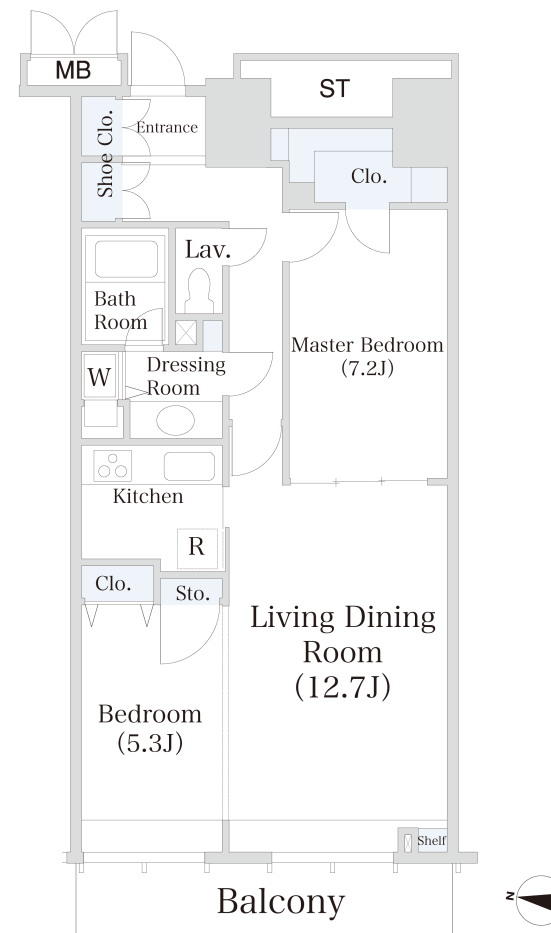 MB
ST
Entrance
Shoe Clo.
Clo.
Lav.
Bath
Room
Master Bedroom
(7.2J)
W
Dressing
Room
Kitchen
R
Clo.
Sto.
Living Dining
Room
(12.7J)
Bedroom
(5.3J)
Shelf
Balcony
N